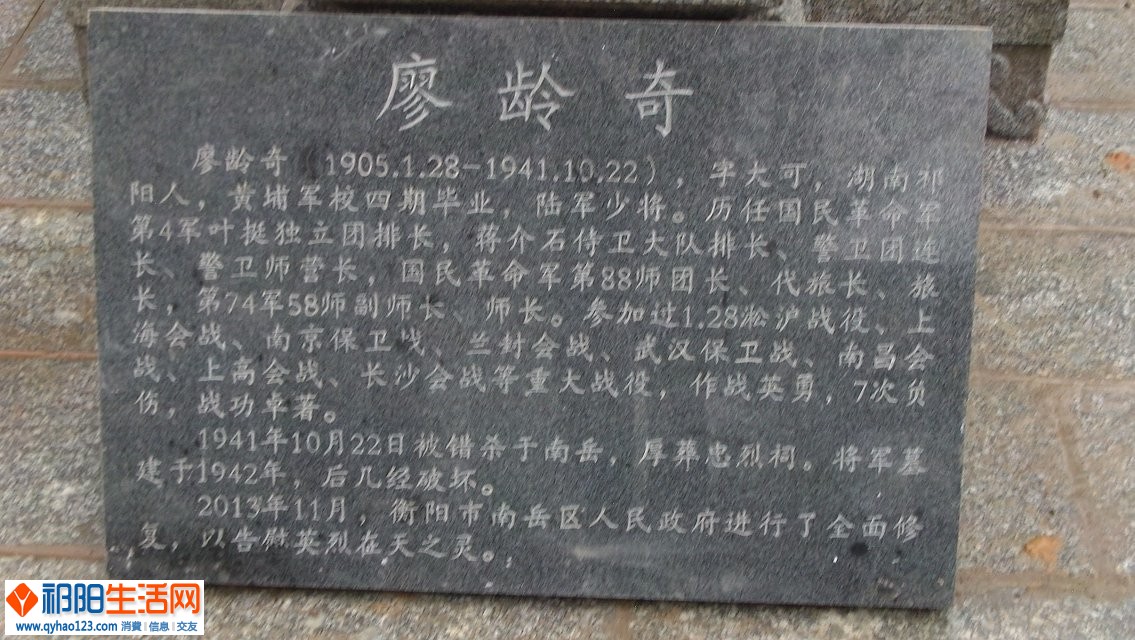 廖龄奇
廖龄奇（1905.1.28-1941.10.22），字大可，湖南祁
阳人，黄埔军校四期毕业，陆军少将。历任国民革命军
第4军叶挺独立团排长，蒋介石侍卫大队排长、警卫团连
长、警卫师营长，国民革命军第88师团长、代旅长、旅
长，第74军58师副师长、师长。参加过1.28淞沪战役、上
海会战、南京保卫战、兰封会战、武汉保卫战、南昌会
战、上高会战、长沙会战等重大战役，作战英勇，7次负
伤，战功卓著。
1941年10月22日被错杀于南岳，厚葬忠烈祠。将军墓
建于1942年，后几经破坏。
2013年11月，衡阳市南岳区人民政府进行了全面修
复，以告慰英烈在天之灵。
祁阳生活网
www.qyhao123.com 消費 | 信息 | 交友